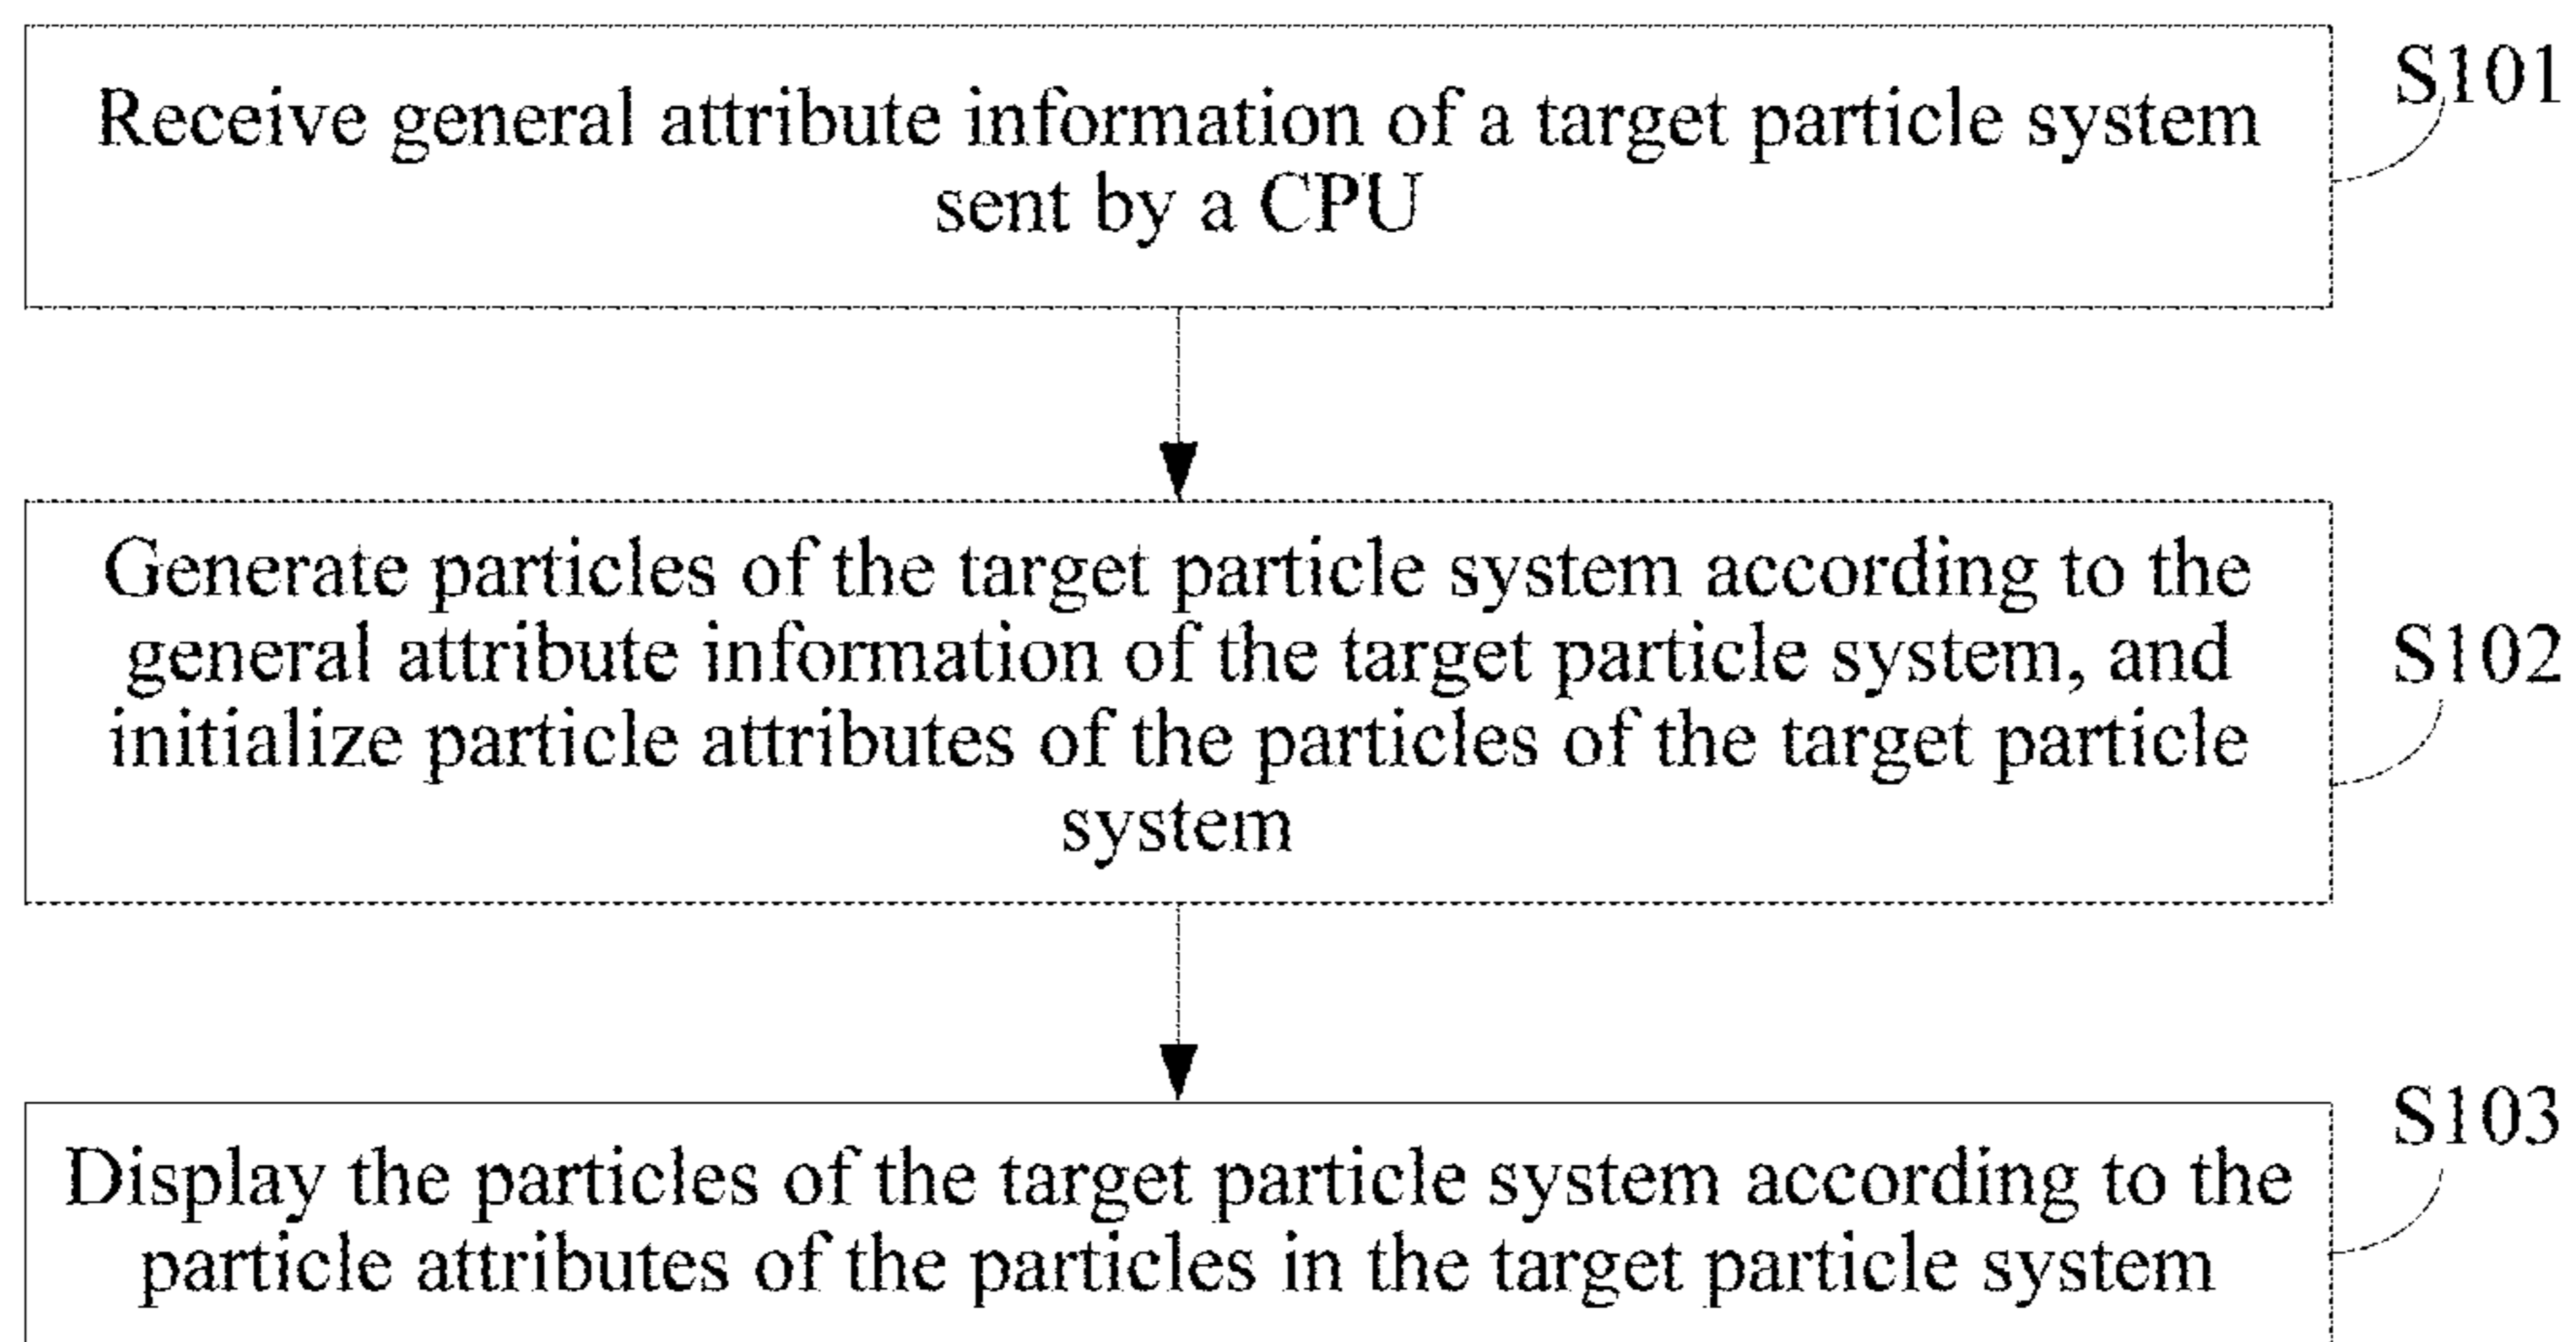 Receive general attribute information of a target particle system
sent by a CPU
S101
Generate particles of the target particle system according to the
general attribute information of the target particle system, and
initialize particle attributes of the particles of the target particle
system
S102
Display the particles of the target particle system according to the
particle attributes of the particles in the target particle system
S103